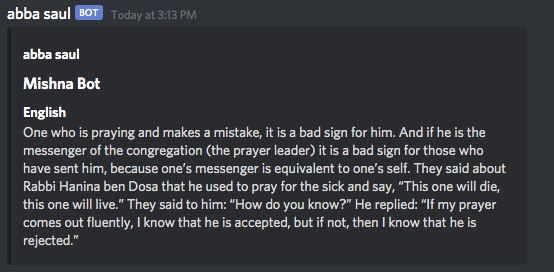 abba saul BOT Today at 3:13 PM
abba saul
Mishna Bot
English
One who is praying and makes a mistake, it is a bad sign for him. And if he is the
messenger of the congregation (the prayer leader) it is a bad sign for those who
have sent him, because one’s messenger is equivalent to one’s self. They said about
Rabbi Hanina ben Dosa that he used to pray for the sick and say, “This one will die,
this one will live.” They said to him: “How do you know?” He replied: “If my prayer
comes out fluently, I know that he is accepted, but if not, then I know that he is
rejected.”